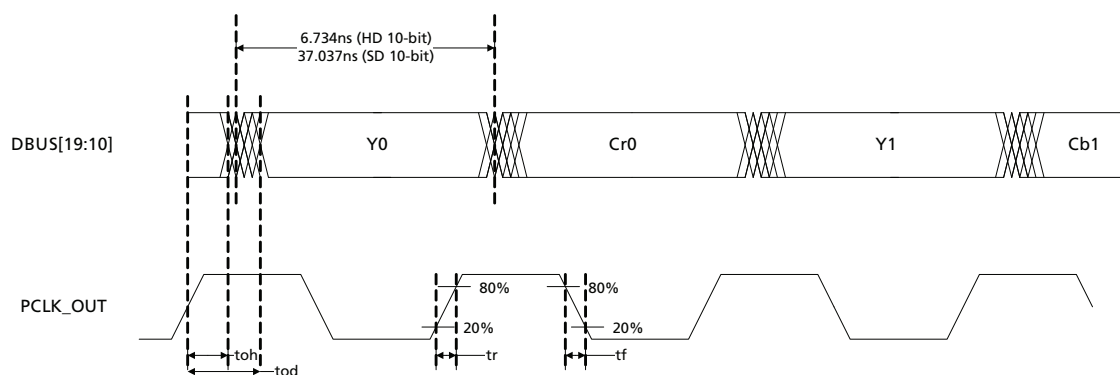 6.734ns (HD 10-bit)
37.037ns (SD 10-bit)
DBUS[19:10]
Y0
Cr0
Y1
Cb1
PCLK_OUT
80%
80%
20%
20%
toh
tr
tf
tod